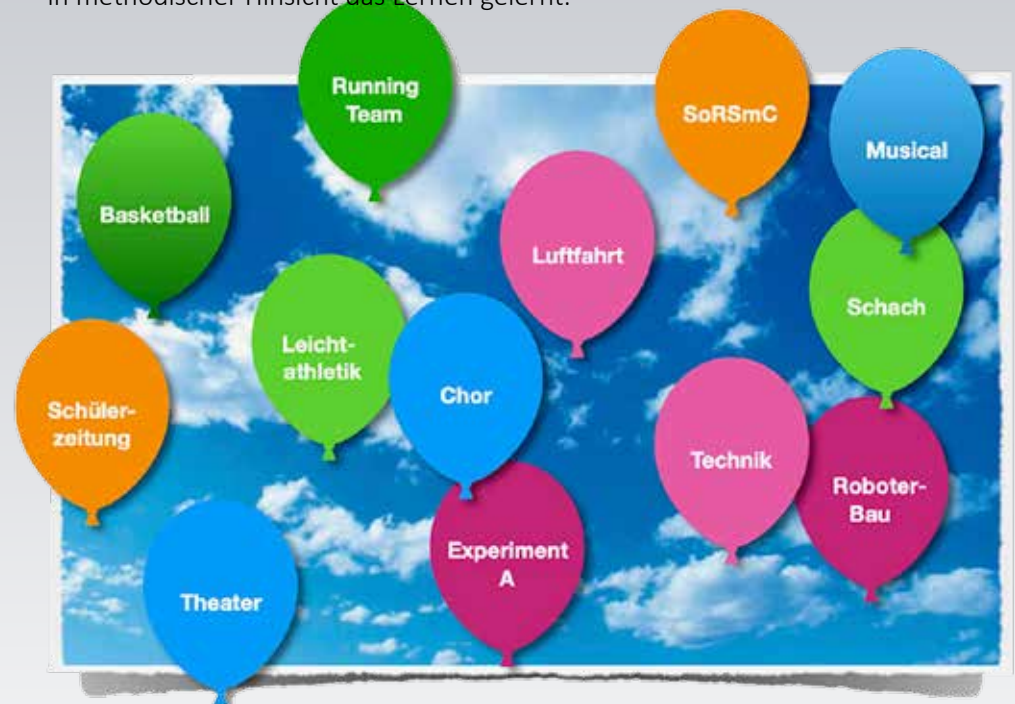 in methodischer Hinsicht das Lernen gelernt.
Running
Team
SoRSmC
Musical
Basketball
Luftfahrt
Schach
Leicht-
athletik
Chor
Schüler-
zeitung
Technik
Roboter-
Bau
Experiment
A
Theater